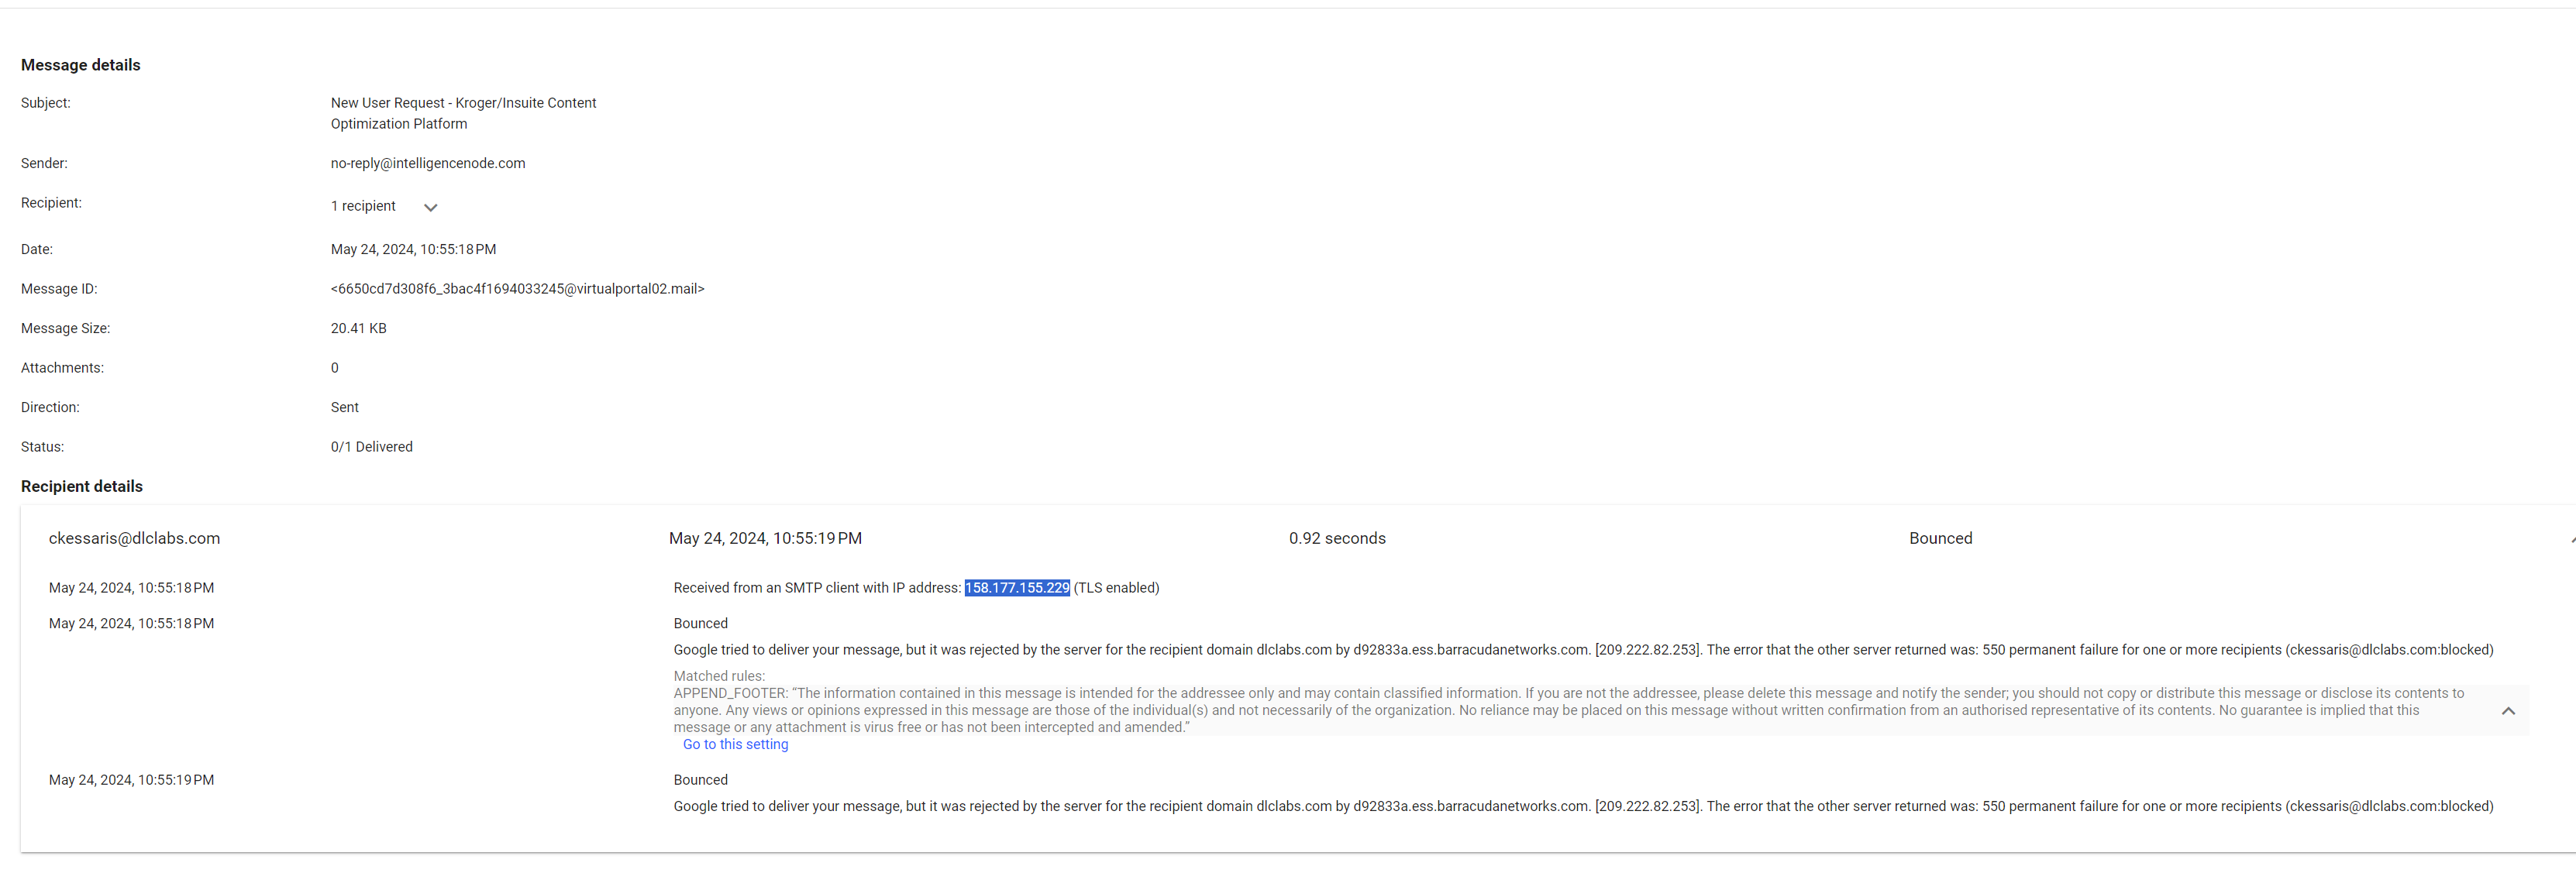 Message details
Subject: New User Request - Kroger/Insuite Content
Optimization Platform
Sender: no-reply@intelligencenode.com
Recipient: 1 recipient
Date: May 24, 2024, 10:55:18 PM
Message ID: <6650cd7d308f6_3bac4f1694033245@virtualportal02.mail>
Message Size: 20.41 KB
Attachments: 0
Direction: Sent
Status: 0/1 Delivered
Recipient details
ckessaris@dlclabs.com May 24, 2024, 10:55:19 PM 0.92 seconds Bounced
May 24, 2024, 10:55:18 PM Received from an SMTP client with IP address: 158.177.155.229 (TLS enabled)
May 24, 2024, 10:55:18 PM Bounced
Google tried to deliver your message, but it was rejected by the server for the recipient domain dlclabs.com by d92833a.ess.barracudanetworks.com. [209.222.82.253]. The error that the other server returned was: 550 permanent failure for one or more recipients (ckessaris@dlclabs.com:blocked)
Matched rules:
APPEND_FOOTER: “The information contained in this message is intended for the addressee only and may contain classified information. If you are not the addressee, please delete this message and notify the sender; you should not copy or distribute this message or disclose its contents to
anyone. Any views or opinions expressed in this message are those of the individual(s) and not necessarily of the organization. No reliance may be placed on this message without written confirmation from an authorised representative of its contents. No guarantee is implied that this
message or any attachment is virus free or has not been intercepted and amended.”
Go to this setting
May 24, 2024, 10:55:19 PM Bounced
Google tried to deliver your message, but it was rejected by the server for the recipient domain dlclabs.com by d92833a.ess.barracudanetworks.com. [209.222.82.253]. The error that the other server returned was: 550 permanent failure for one or more recipients (ckessaris@dlclabs.com:blocked)